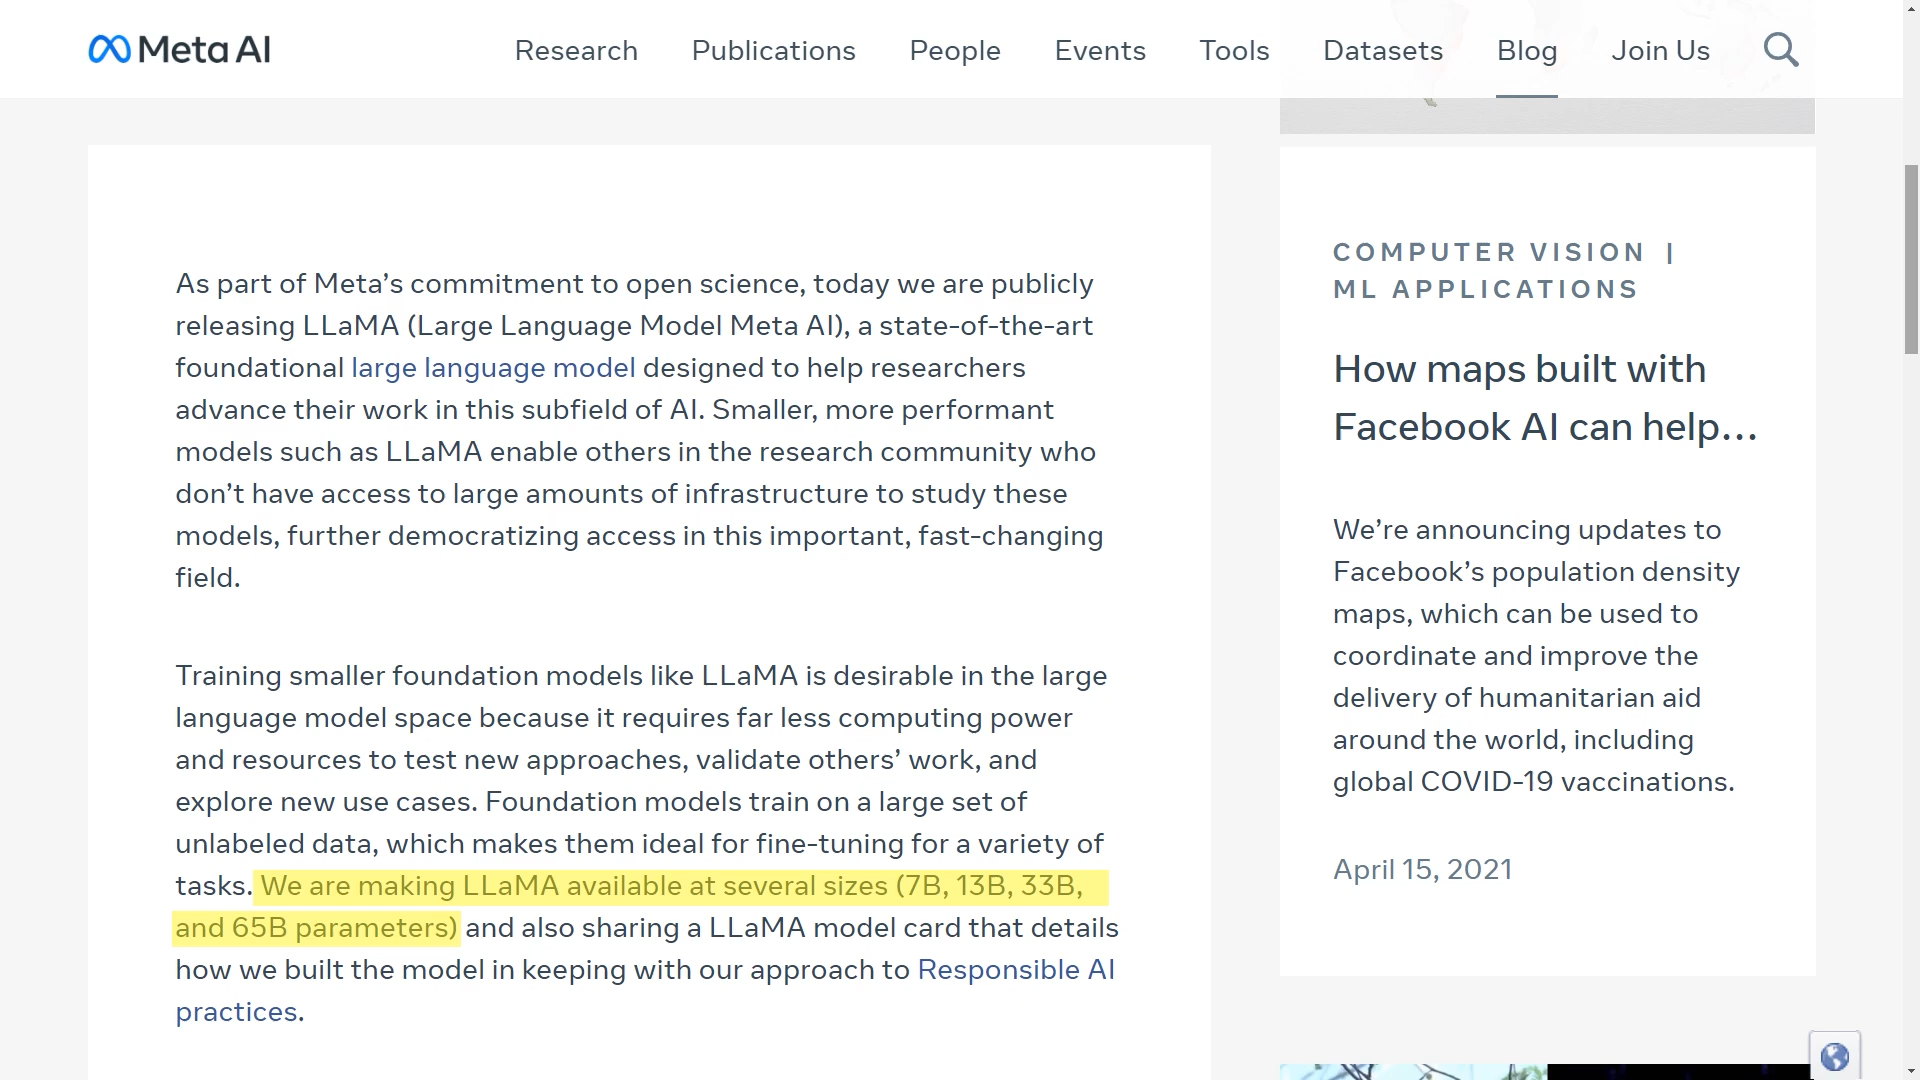 Meta AI
Research
Publications
People
Events
Tools
Datasets
Blog
Join Us
As part of Meta’s commitment to open science, today we are publicly
releasing LLaMA (Large Language Model Meta AI), a state-of-the-art
foundational large language model designed to help researchers
advance their work in this subfield of AI. Smaller, more performant
models such as LLaMA enable others in the research community who
don’t have access to large amounts of infrastructure to study these
models, further democratizing access in this important, fast-changing
field.
Training smaller foundation models like LLaMA is desirable in the large
language model space because it requires far less computing power
and resources to test new approaches, validate others’ work, and
explore new use cases. Foundation models train on a large set of
unlabeled data, which makes them ideal for fine-tuning for a variety of
tasks. We are making LLaMA available at several sizes (7B, 13B, 33B,
and 65B parameters) and also sharing a LLaMA model card that details
how we built the model in keeping with our approach to Responsible AI
practices.
COMPUTER VISION |
ML APPLICATIONS
How maps built with
Facebook AI can help...
We’re announcing updates to
Facebook’s population density
maps, which can be used to
coordinate and improve the
delivery of humanitarian aid
around the world, including
global COVID-19 vaccinations.
April 15, 2021